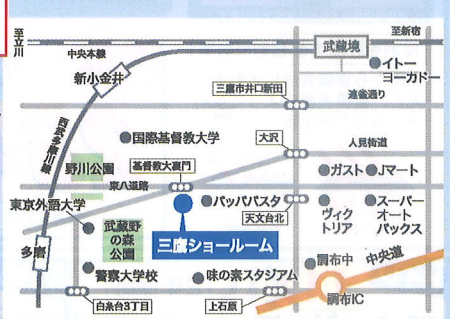 至立川
至新宿
中央本線
武蔵境
新小金井
イトー
ヨーカドー
三鷹市井口新田
連雀通り
西武多摩川線
国際基督教大学
大沢
人見街道
野川公園
基督教大裏門
ガスト
Jマート
東八道路
東京外語大学
パッパパスタ
天文台北
ヴィク
トリア
スーパー
オート
バックス
武蔵野
の森
公園
三鷹ショールーム
多磨
警察大学校
味の素スタジアム
調布中
中央道
白糸台3丁目
上石原
調布IC